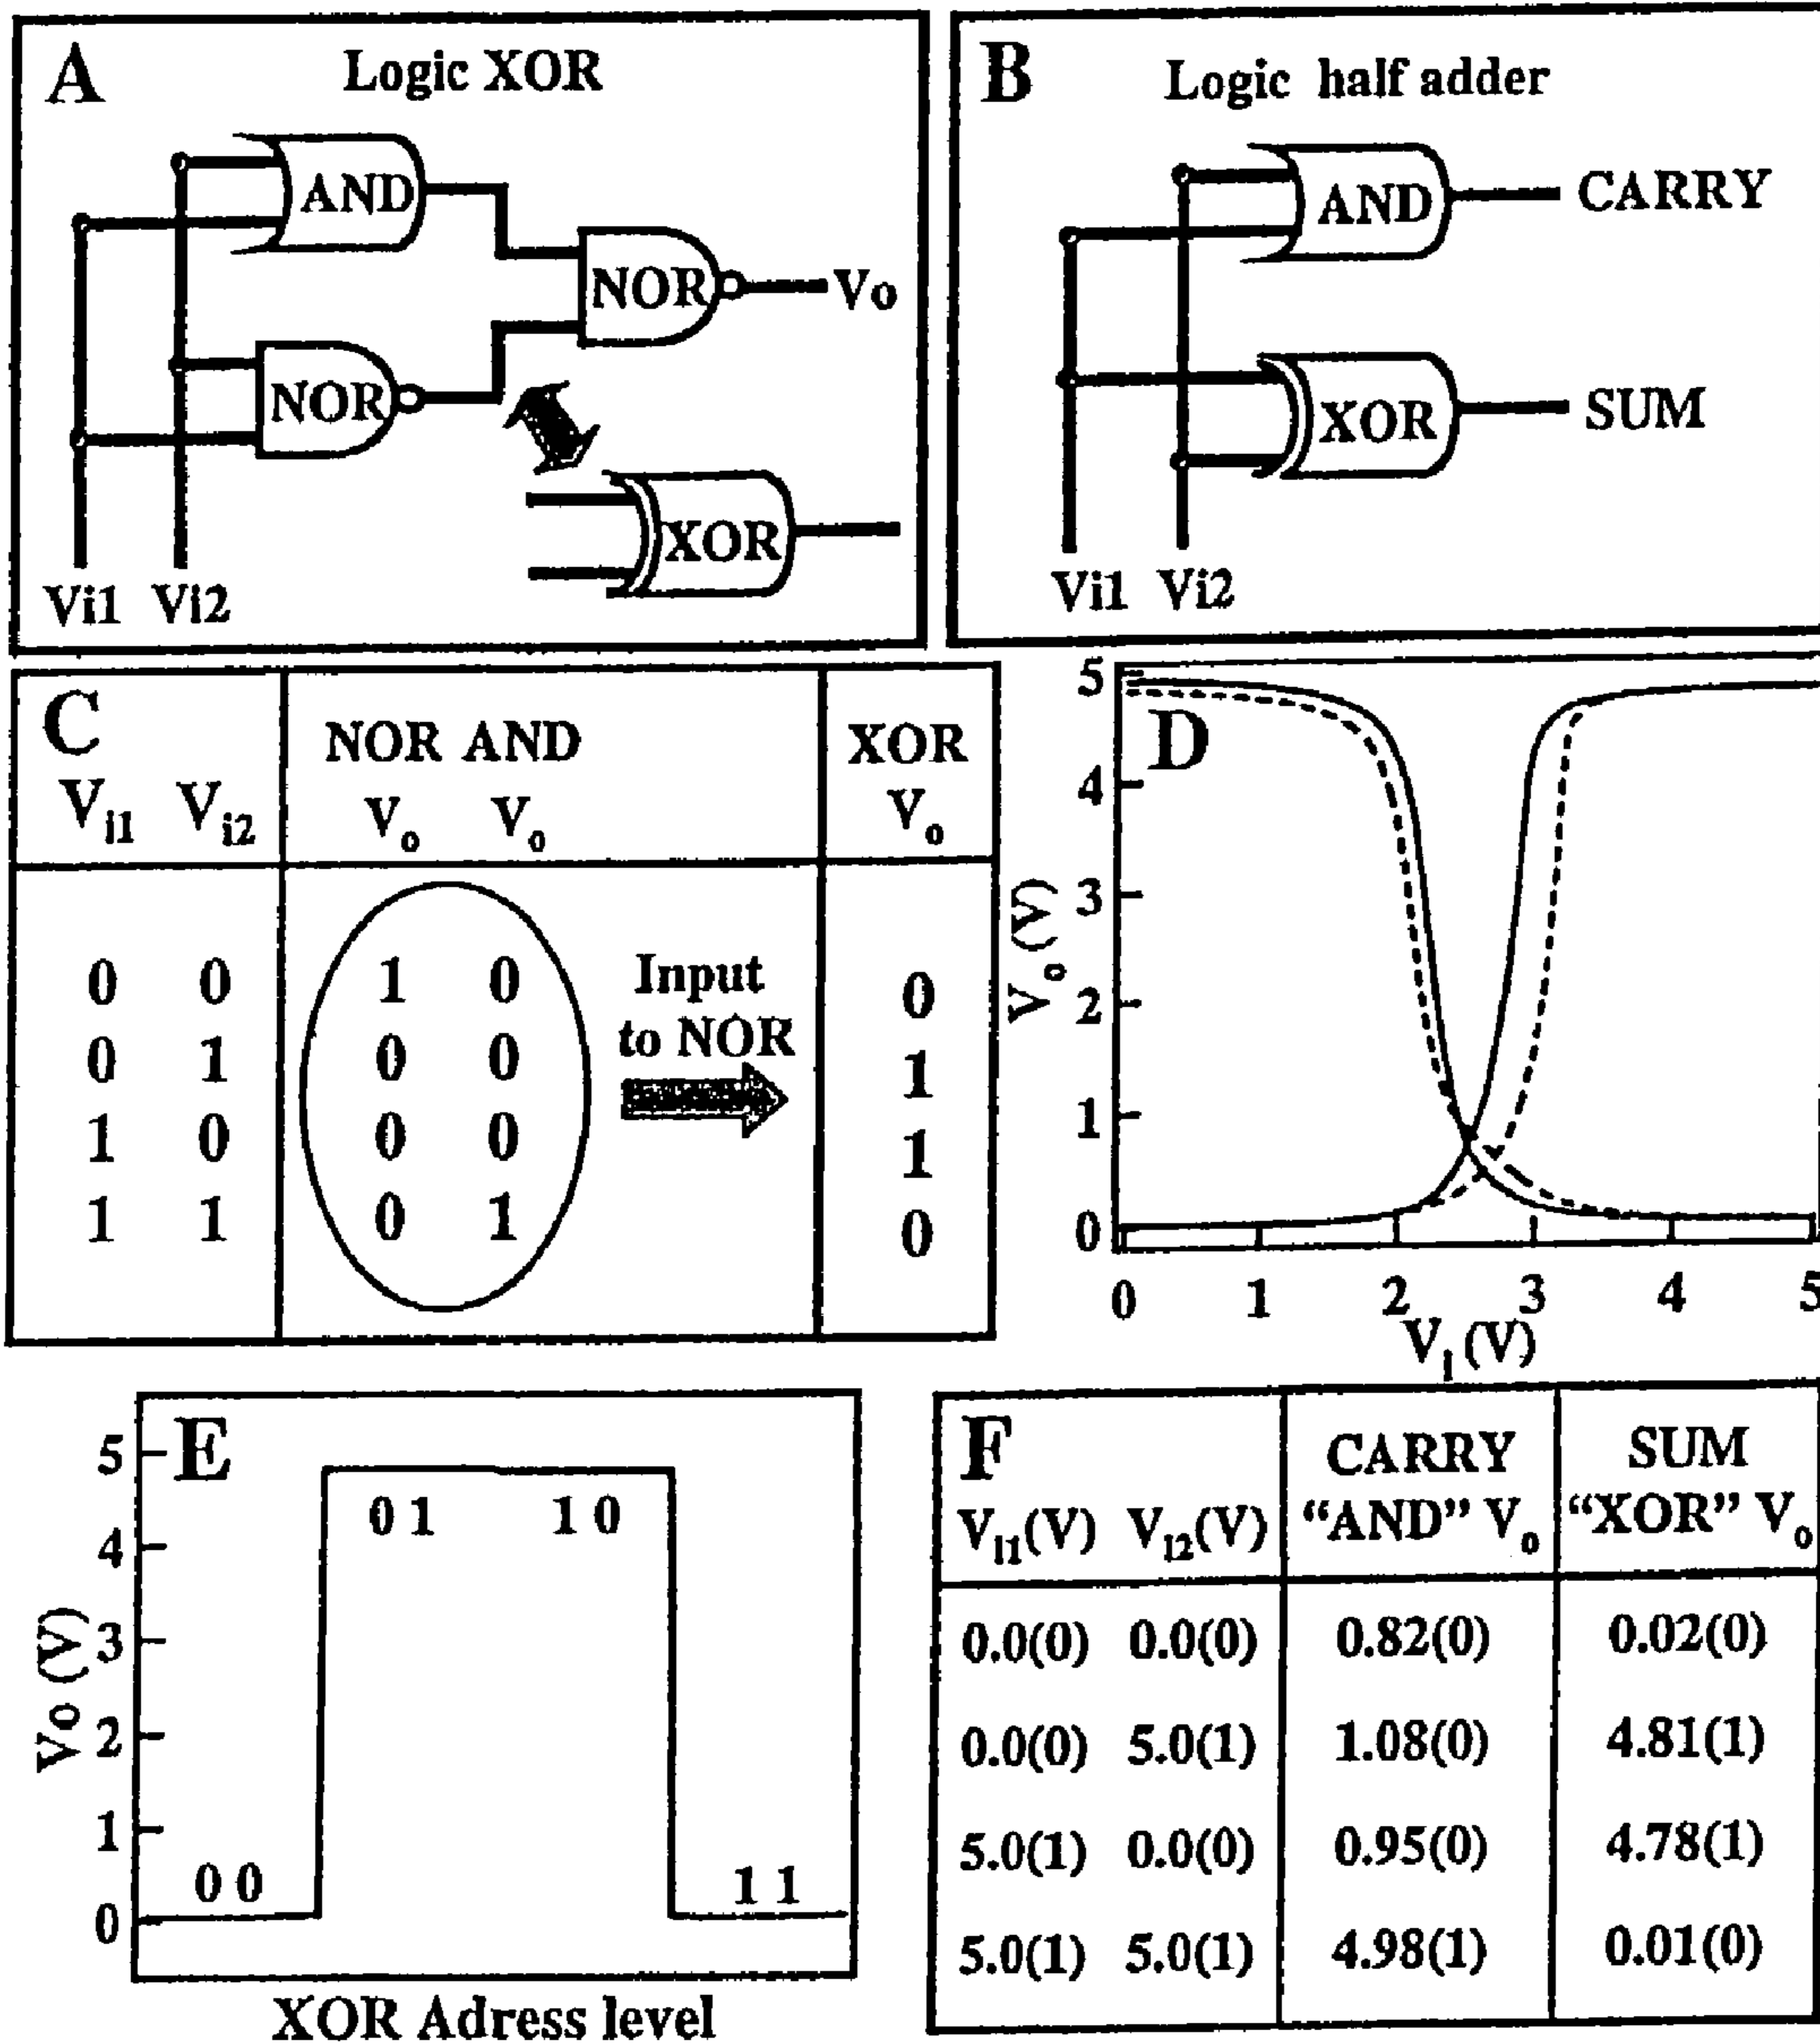 A Logic XOR
AND
NOR
Vo
NOR
XOR
Vi1 Vi2
B Logic half adder
AND
CARRY
XOR
SUM
Vi1 Vi2
C
NOR AND
XOR
Vi1 Vi2
Vo Vo
Vo
0 0 1 0 0
0 1 0 0 1
1 0 0 0 1
1 1 0 1 0
Input
to NOR
D
5
4
3
2
1
0
Vo (V)
0 1 2 3 4 5
VI (V)
E
5
4
3
2
1
0
Vo (V)
0 0
0 1
1 0
1 1
XOR Adress level
F
CARRY SUM
VI1(V) VI2(V) "AND" Vo "XOR" Vo
0.0(0) 0.0(0) 0.82(0) 0.02(0)
0.0(0) 5.0(1) 1.08(0) 4.81(1)
5.0(1) 0.0(0) 0.95(0) 4.78(1)
5.0(1) 5.0(1) 4.98(1) 0.01(0)